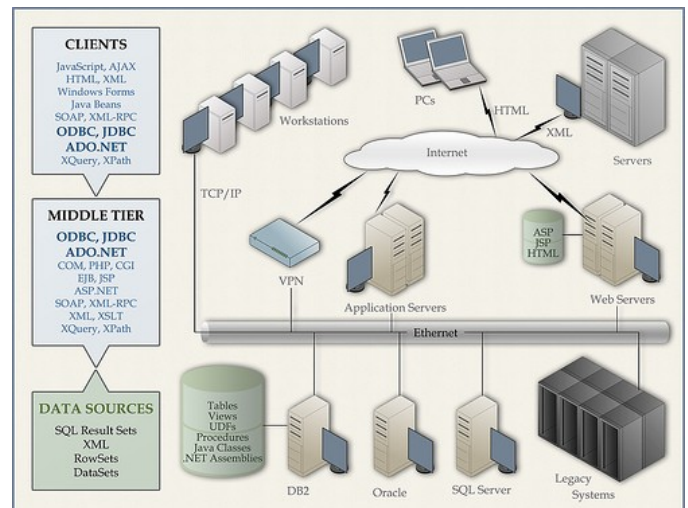 CLIENTS
JavaScript, AJAX
HTML, XML
Windows Forms
Java Beans
SOAP, XML-RPC
ODBC, JDBC
ADO.NET
XQuery, XPath
MIDDLE TIER
ODBC, JDBC
ADO.NET
COM, PHP, CGI
EJB, JSP
ASP.NET
SOAP, XML-RPC
XML, XSLT
XQuery, XPath
DATA SOURCES
SQL Result Sets
XML
RowSets
DataSets
Workstations
PCs
HTML
XML
Servers
Internet
TCP/IP
VPN
Application Servers
ASP
JSP
HTML
Web Servers
Ethernet
Tables
Views
UDFs
Procedures
Java Classes
.NET Assemblies
DB2
Oracle
SQL Server
Legacy
Systems